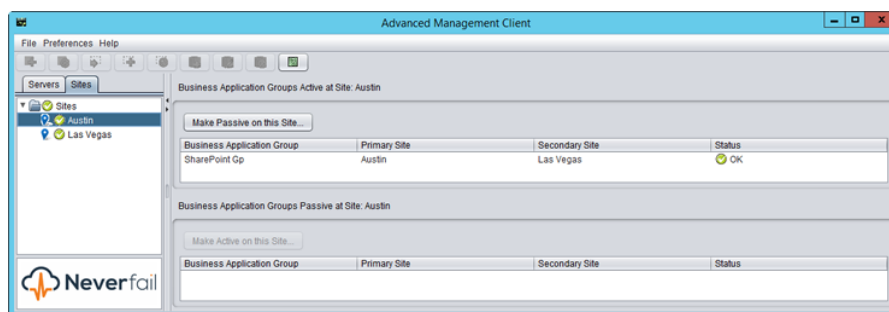 Advanced Management Client
File Preferences Help
Servers Sites
Sites
Austin
Las Vegas
Business Application Groups Active at Site: Austin
Make Passive on this Site...
Business Application Group Primary Site Secondary Site Status
SharePoint Gp Austin Las Vegas OK
Business Application Groups Passive at Site: Austin
Make Active on this Site...
Business Application Group Primary Site Secondary Site Status
Neverfail